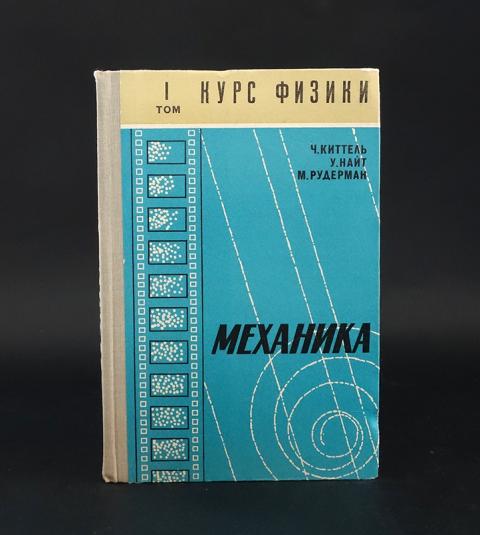 I
ТОМ
КУРС ФИЗИКИ
Ч.КИТТЕЛЬ
У.НАЙТ
М.РУДЕРМАН
МЕХАНИКА